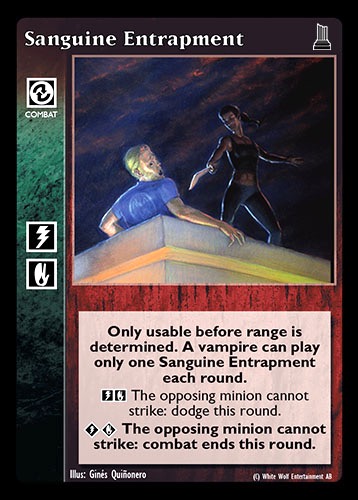 Sanguine Entrapment
COMBAT
Only usable before range is
determined. A vampire can play
only one Sanguine Entrapment
each round.
The opposing minion cannot
strike: dodge this round.
The opposing minion cannot
strike: combat ends this round.
Illus: Ginés Quiñonero
(C) White Wolf Entertainment AB